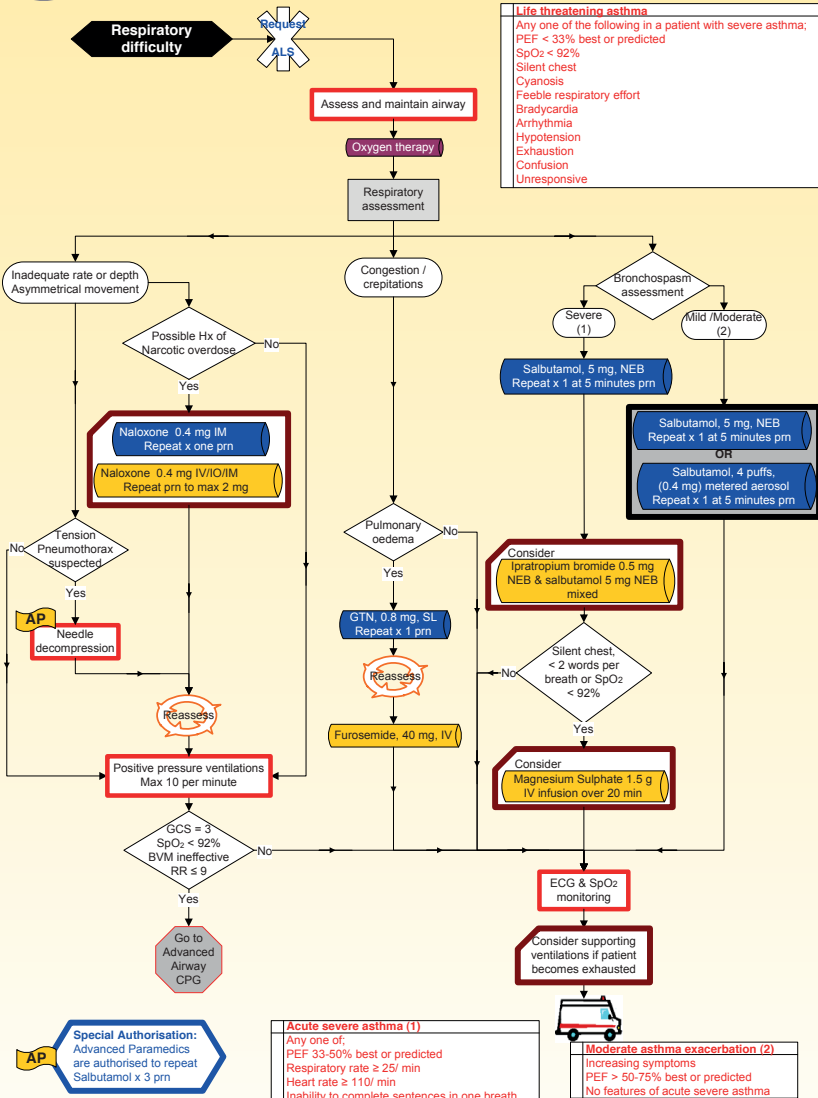 Respiratory
difficulty
Request
ALS
Life threatening asthma
Any one of the following in a patient with severe asthma;
PEF < 33% best or predicted
SpO2 < 92%
Silent chest
Cyanosis
Feeble respiratory effort
Bradycardia
Arrhythmia
Hypotension
Exhaustion
Confusion
Unresponsive
Assess and maintain airway
Oxygen therapy
Respiratory
assessment
Inadequate rate or depth
Asymmetrical movement
Congestion /
crepitations
Bronchospasm
assessment
Severe
(1)
Mild /Moderate
(2)
Possible Hx of
Narcotic overdose
No
Yes
Salbutamol, 5 mg, NEB
Repeat x 1 at 5 minutes prn
Naloxone 0.4 mg IM
Repeat x one prn
Naloxone 0.4 mg IV/IO/IM
Repeat prn to max 2 mg
Salbutamol, 5 mg, NEB
Repeat x 1 at 5 minutes prn
OR
Salbutamol, 4 puffs,
(0.4 mg) metered aerosol
Repeat x 1 at 5 minutes prn
Tension
Pneumothorax
suspected
No
Yes
Pulmonary
oedema
No
Yes
Consider
Ipratropium bromide 0.5 mg
NEB & salbutamol 5 mg NEB
mixed
AP
Needle
decompression
GTN, 0.8 mg, SL
Repeat x 1 prn
Silent chest,
< 2 words per
breath or SpO2
< 92%
No
Yes
Reassess
Reassess
Furosemide, 40 mg, IV
Positive pressure ventilations
Max 10 per minute
Consider
Magnesium Sulphate 1.5 g
IV infusion over 20 min
GCS = 3
SpO2 < 92%
BVM ineffective
RR ≤ 9
No
Yes
ECG & SpO2
monitoring
Go to
Advanced
Airway
CPG
Consider supporting
ventilations if patient
becomes exhausted
AP
Special Authorisation:
Advanced Paramedics
are authorised to repeat
Salbutamol x 3 prn
Acute severe asthma (1)
Any one of;
PEF 33-50% best or predicted
Respiratory rate ≥ 25/ min
Heart rate ≥ 110/ min
Inability to complete sentences in one breath
Moderate asthma exacerbation (2)
Increasing symptoms
PEF > 50-75% best or predicted
No features of acute severe asthma